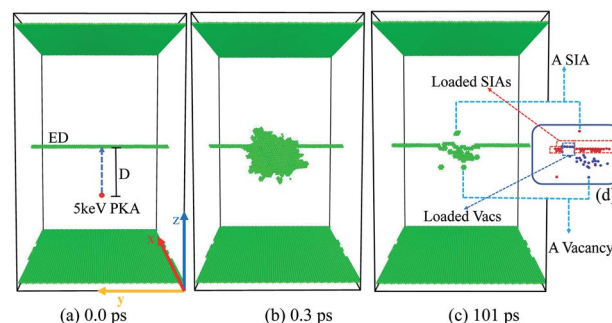 ED
D
5keV PKA
z
x
y
A SIA
Loaded SIAs
(d)
Loaded Vacs
A Vacancy
(a) 0.0 ps
(b) 0.3 ps
(c) 101 ps